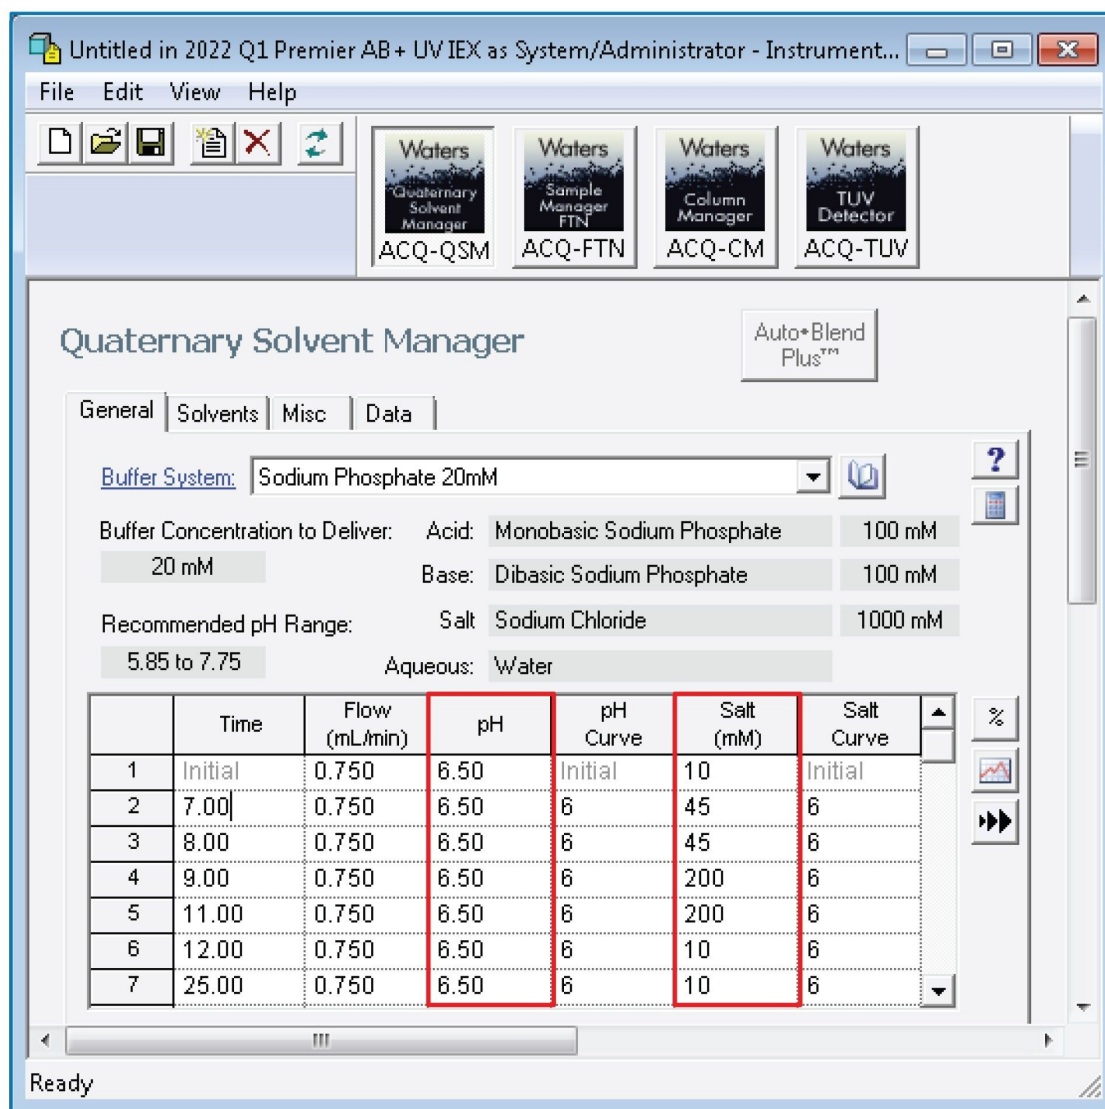 Untitled in 2022 Q1 Premier AB+ UV IEX as System/Administrator - Instrument...
File Edit View Help
Waters Quaternary Solvent Manager
ACQ-QSM
Waters Sample Manager FTN
ACQ-FTN
Waters Column Manager
ACQ-CM
Waters TUV Detector
ACQ-TUV
Quaternary Solvent Manager
Auto•Blend
Plus™
General Solvents Misc Data
Buffer System: Sodium Phosphate 20mM
?
Buffer Concentration to Deliver: Acid: Monobasic Sodium Phosphate 100 mM
20 mM
Base: Dibasic Sodium Phosphate 100 mM
Recommended pH Range: Salt Sodium Chloride 1000 mM
5.85 to 7.75 Aqueous: Water
Time Flow (mL/min) pH pH Curve Salt (mM) Salt Curve
%
1 Initial 0.750 6.50 Initial 10 Initial
2 7.00 0.750 6.50 6 45 6
3 8.00 0.750 6.50 6 45 6
4 9.00 0.750 6.50 6 200 6
5 11.00 0.750 6.50 6 200 6
6 12.00 0.750 6.50 6 10 6
7 25.00 0.750 6.50 6 10 6
Ready